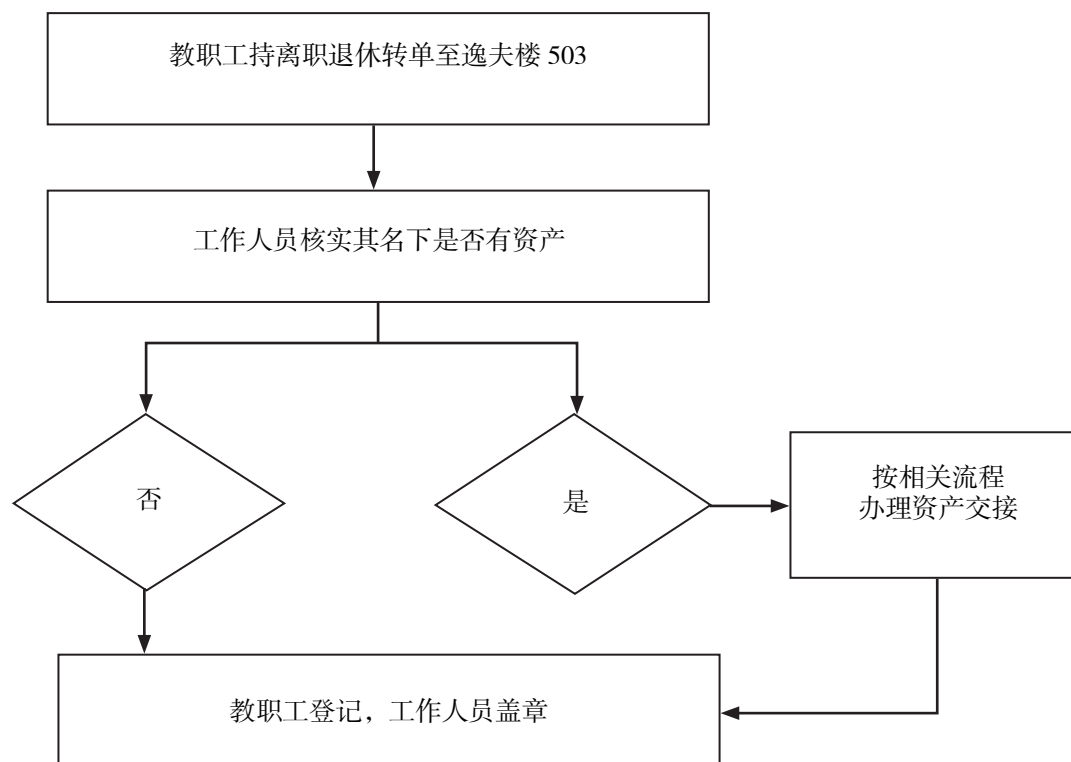 教职工持离职退休转单至逸夫楼 503
工作人员核实其名下是否有资产
否
是
按相关流程
办理资产交接
教职工登记，工作人员盖章